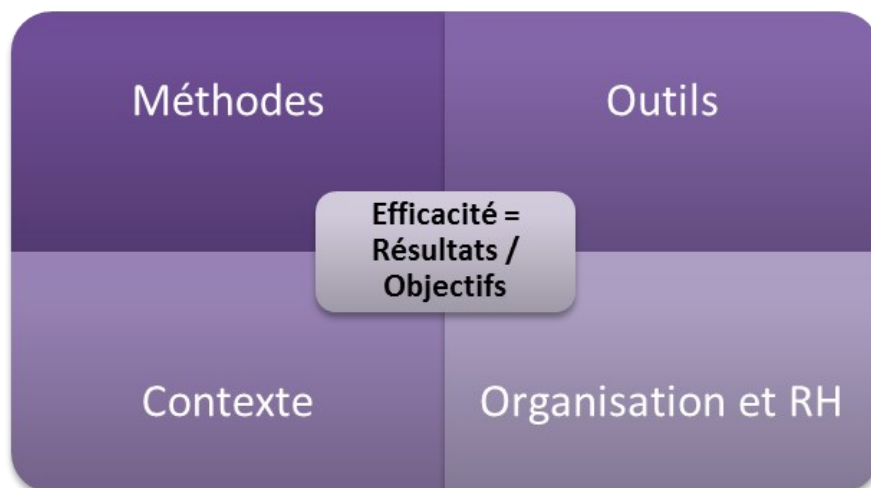 Méthodes
Outils
Efficacité =
Résultats /
Objectifs
Contexte
Organisation et RH